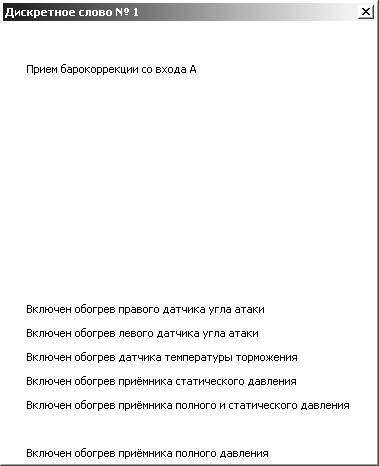 Дискретное слово № 1
Прием барокоррекции со входа А
Включен обогрев правого датчика угла атаки
Включен обогрев левого датчика угла атаки
Включен обогрев датчика температуры торможения
Включен обогрев приёмника статического давления
Включен обогрев приёмника полного и статического давления
Включен обогрев приёмника полного давления